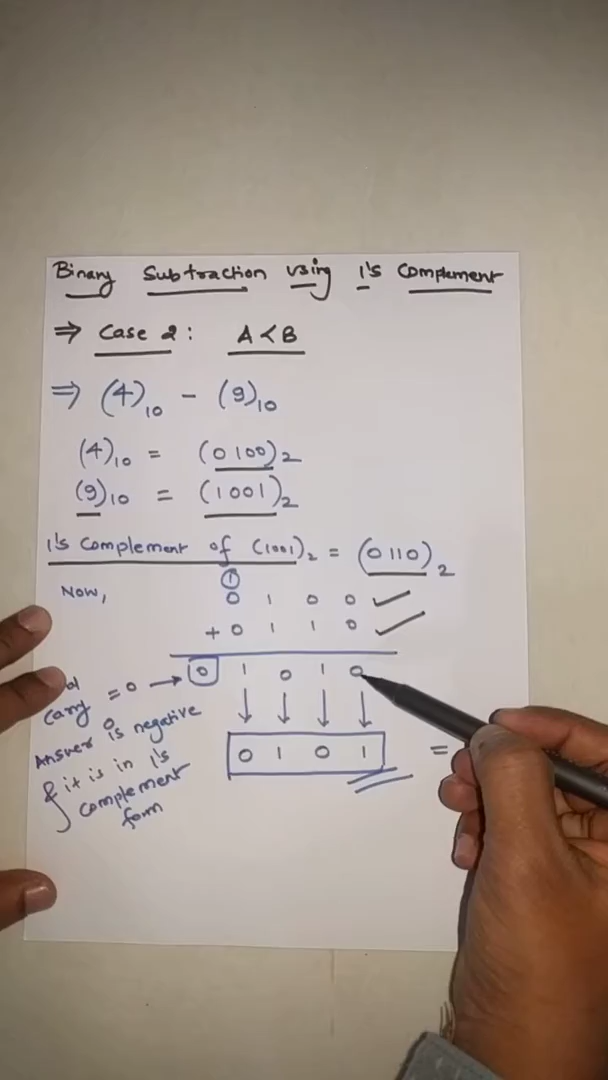 Binary Subtraction using 1's Complement
⇒ Case 2: A < B
⇒ (4)10 - (9)10
(4)10 = (0100)2
(9)10 = (1001)2
1's Complement of (1001)2 = (0110)2
Now,
1
0 1 0 0 ✓
+ 0 1 1 0 ✓
Carry = 0 → 0 1 0 1 0
↓ ↓ ↓ ↓
Answer is negative
& it is in 1's
complement
form
0 1 0 1 =